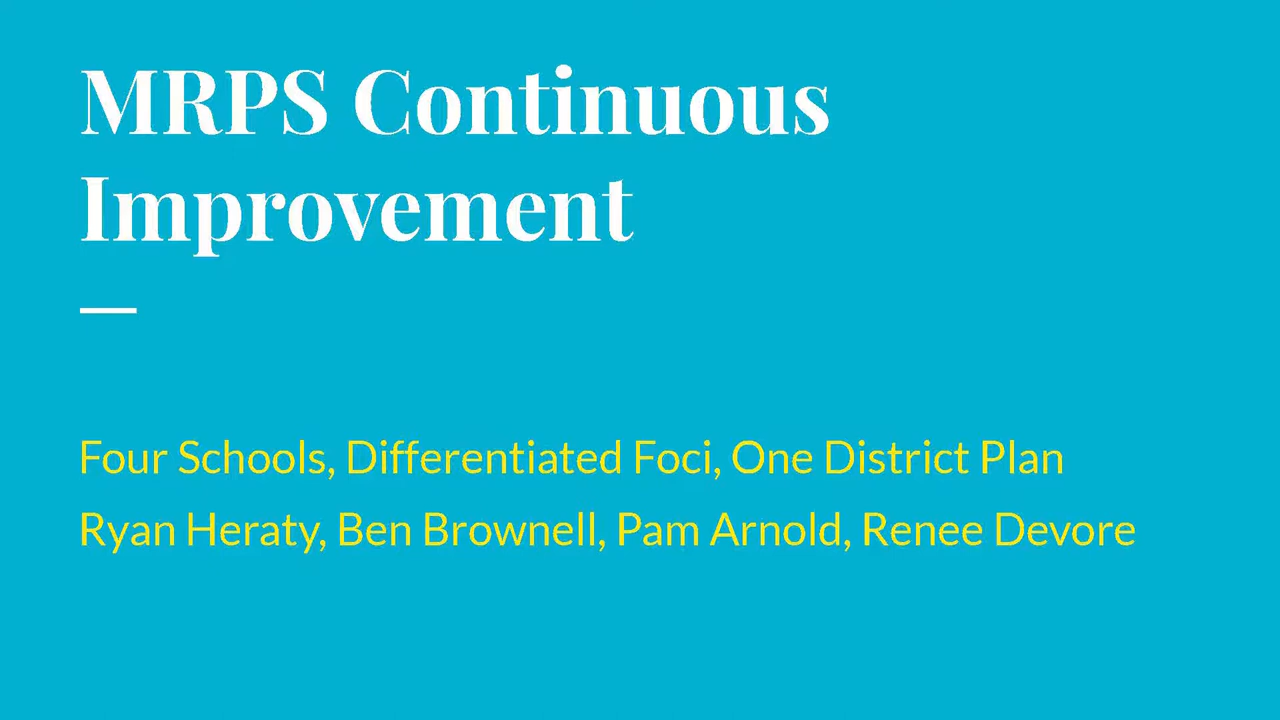 MRPS Continuous
Improvement
Four Schools, Differentiated Foci, One District Plan
Ryan Heraty, Ben Brownell, Pam Arnold, Renee Devore